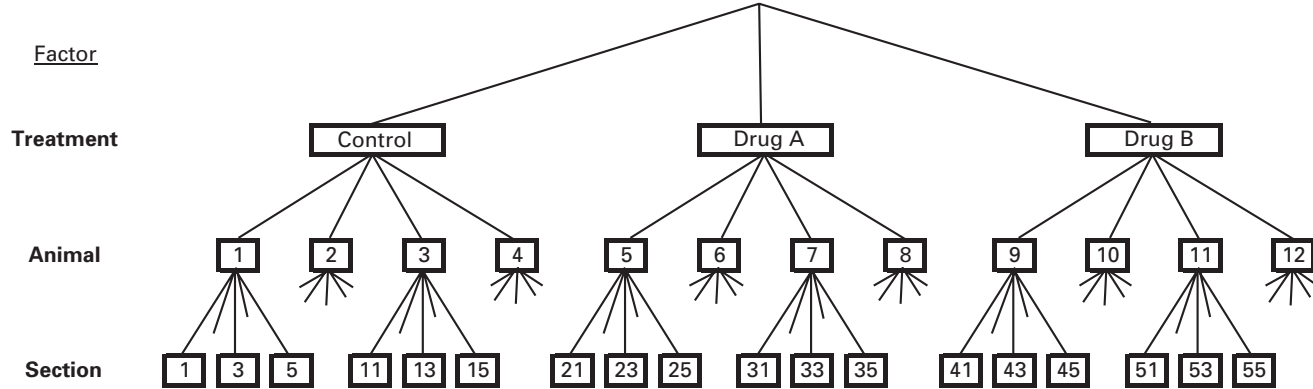 Factor
Treatment Control Drug A Drug B
Animal 1 2 3 4 5 6 7 8 9 10 11 12
Section 1 3 5 11 13 15 21 23 25 31 33 35 41 43 45 51 53 55